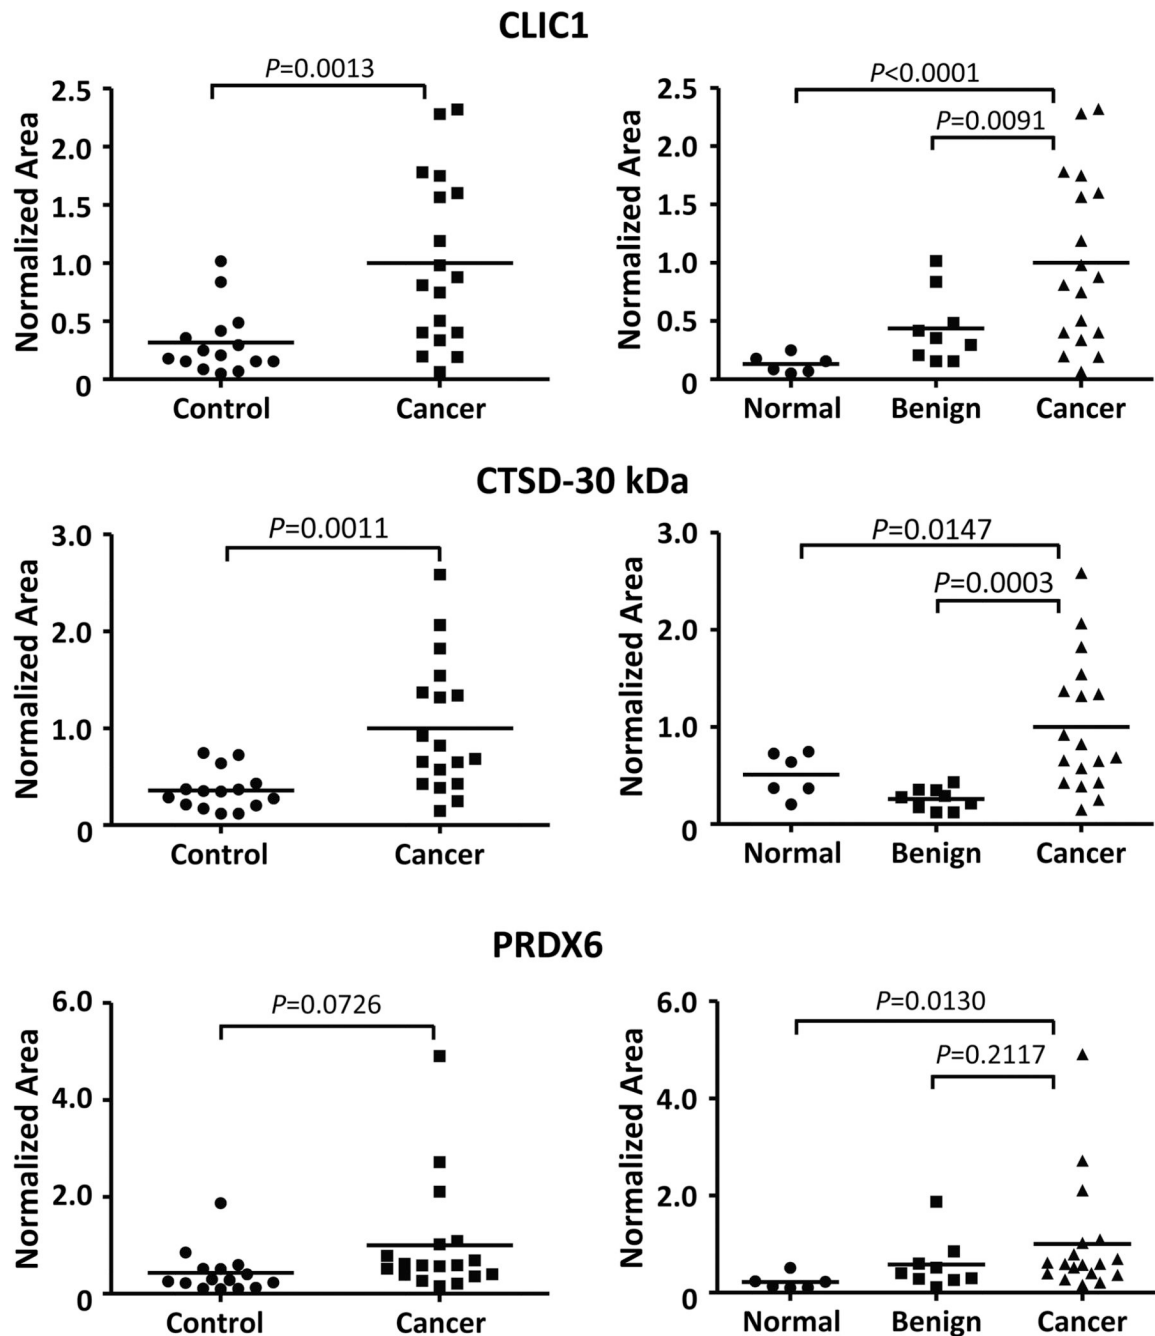 CLIC1
P=0.0013
Normalized Area
2.5
2.0
1.5
1.0
0.5
0
Control Cancer
P<0.0001
P=0.0091
Normalized Area
2.5
2.0
1.5
1.0
0.5
0
Normal Benign Cancer
CTSD-30 kDa
P=0.0011
Normalized Area
3.0
2.0
1.0
0
Control Cancer
P=0.0147
P=0.0003
Normalized Area
3.0
2.0
1.0
0
Normal Benign Cancer
PRDX6
P=0.0726
Normalized Area
6.0
4.0
2.0
0
Control Cancer
P=0.0130
P=0.2117
Normalized Area
6.0
4.0
2.0
0
Normal Benign Cancer